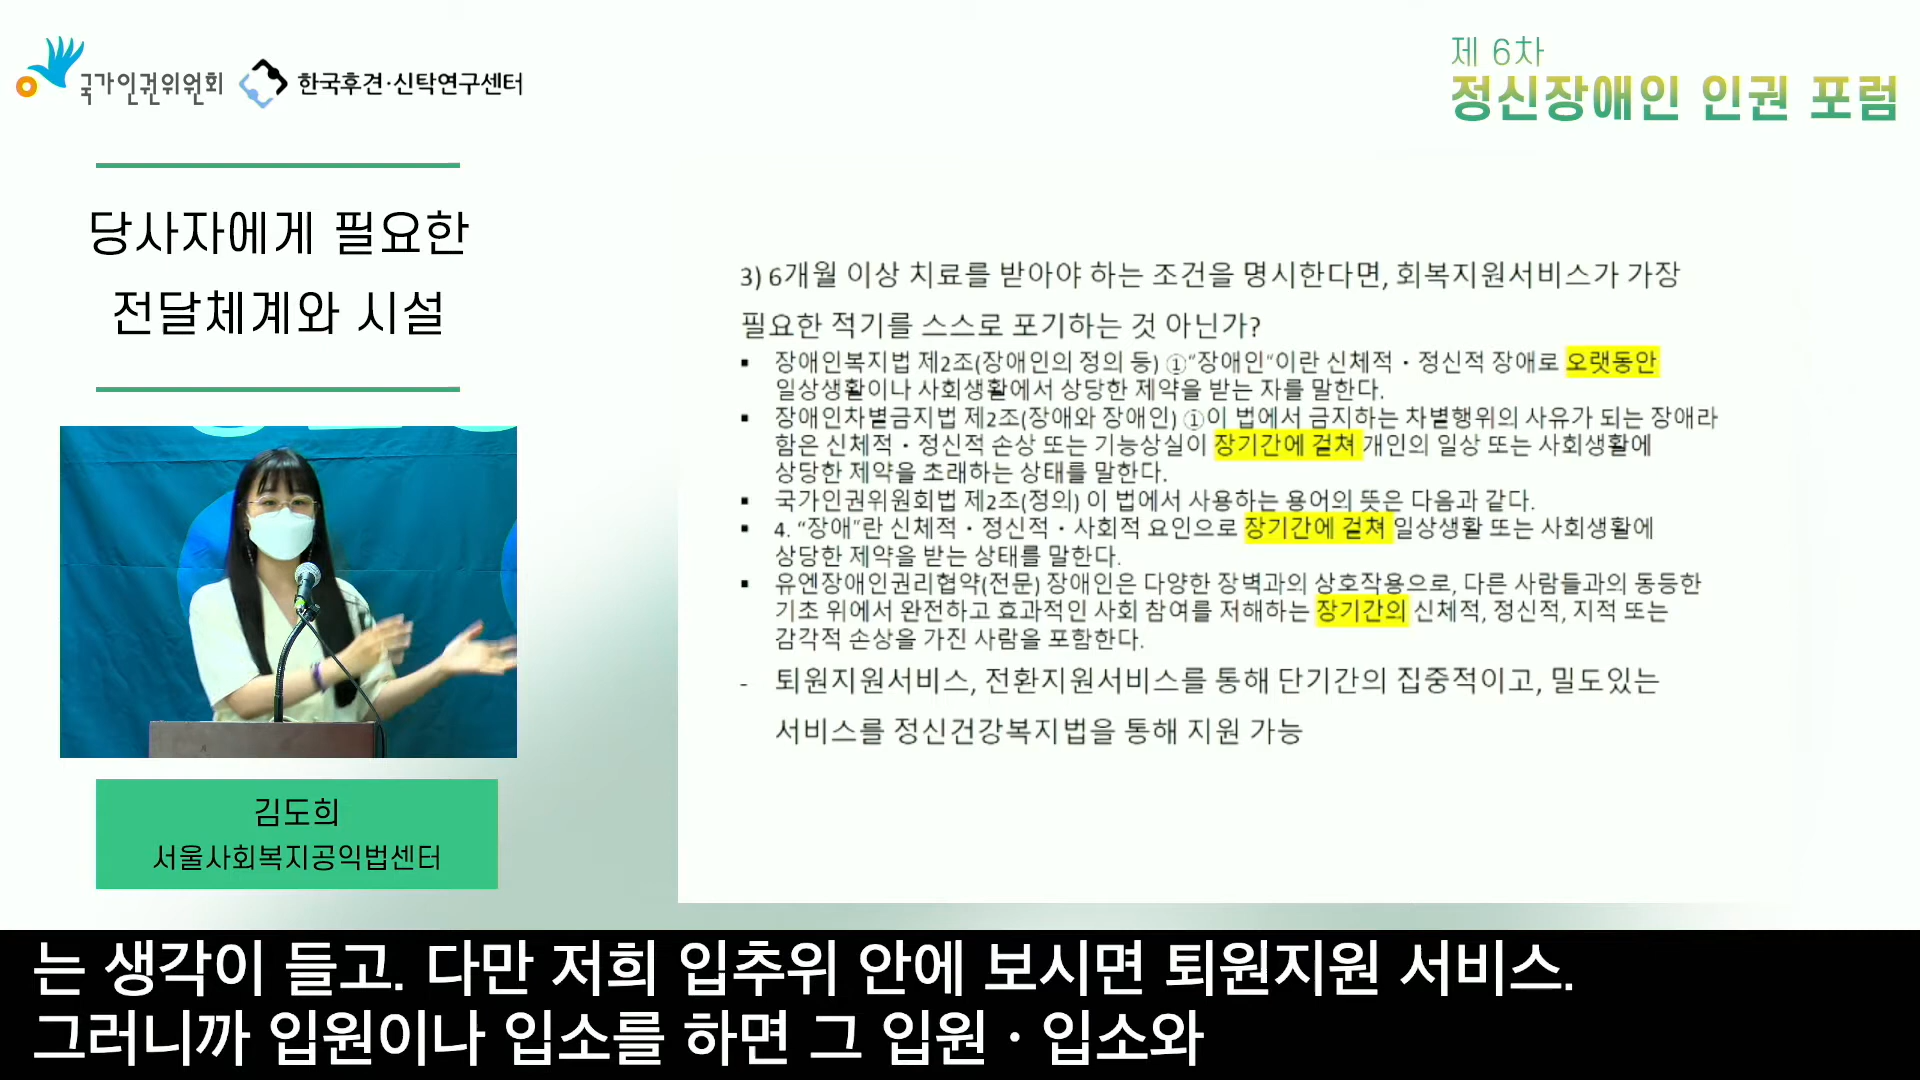 국가인권위원회
한국후견·신탁연구센터
제 6차
정신장애인 인권 포럼
당사자에게 필요한
전달체계와 시설
3) 6개월 이상 치료를 받아야 하는 조건을 명시한다면, 회복지원서비스가 가장
필요한 적기를 스스로 포기하는 것 아닌가?
▪ 장애인복지법 제2조(장애인의 정의 등) ①"장애인"이란 신체적・정신적 장애로 오랫동안
일상생활이나 사회생활에서 상당한 제약을 받는 자를 말한다.
▪ 장애인차별금지법 제2조(장애와 장애인) ①이 법에서 금지하는 차별행위의 사유가 되는 장애라
함은 신체적・정신적 손상 또는 기능상실이 장기간에 걸쳐 개인의 일상 또는 사회생활에
상당한 제약을 초래하는 상태를 말한다.
▪ 국가인권위원회법 제2조(정의) 이 법에서 사용하는 용어의 뜻은 다음과 같다.
▪ 4. “장애”란 신체적・정신적・사회적 요인으로 장기간에 걸쳐 일상생활 또는 사회생활에
상당한 제약을 받는 상태를 말한다.
▪ 유엔장애인권리협약(전문) 장애인은 다양한 장벽과의 상호작용으로, 다른 사람들과의 동등한
기초 위에서 완전하고 효과적인 사회 참여를 저해하는 장기간의 신체적, 정신적, 지적 또는
감각적 손상을 가진 사람을 포함한다.
- 퇴원지원서비스, 전환지원서비스를 통해 단기간의 집중적이고, 밀도있는
서비스를 정신건강복지법을 통해 지원 가능
김도희
서울사회복지공익법센터
는 생각이 들고. 다만 저희 입추위 안에 보시면 퇴원지원 서비스.
그러니까 입원이나 입소를 하면 그 입원·입소와